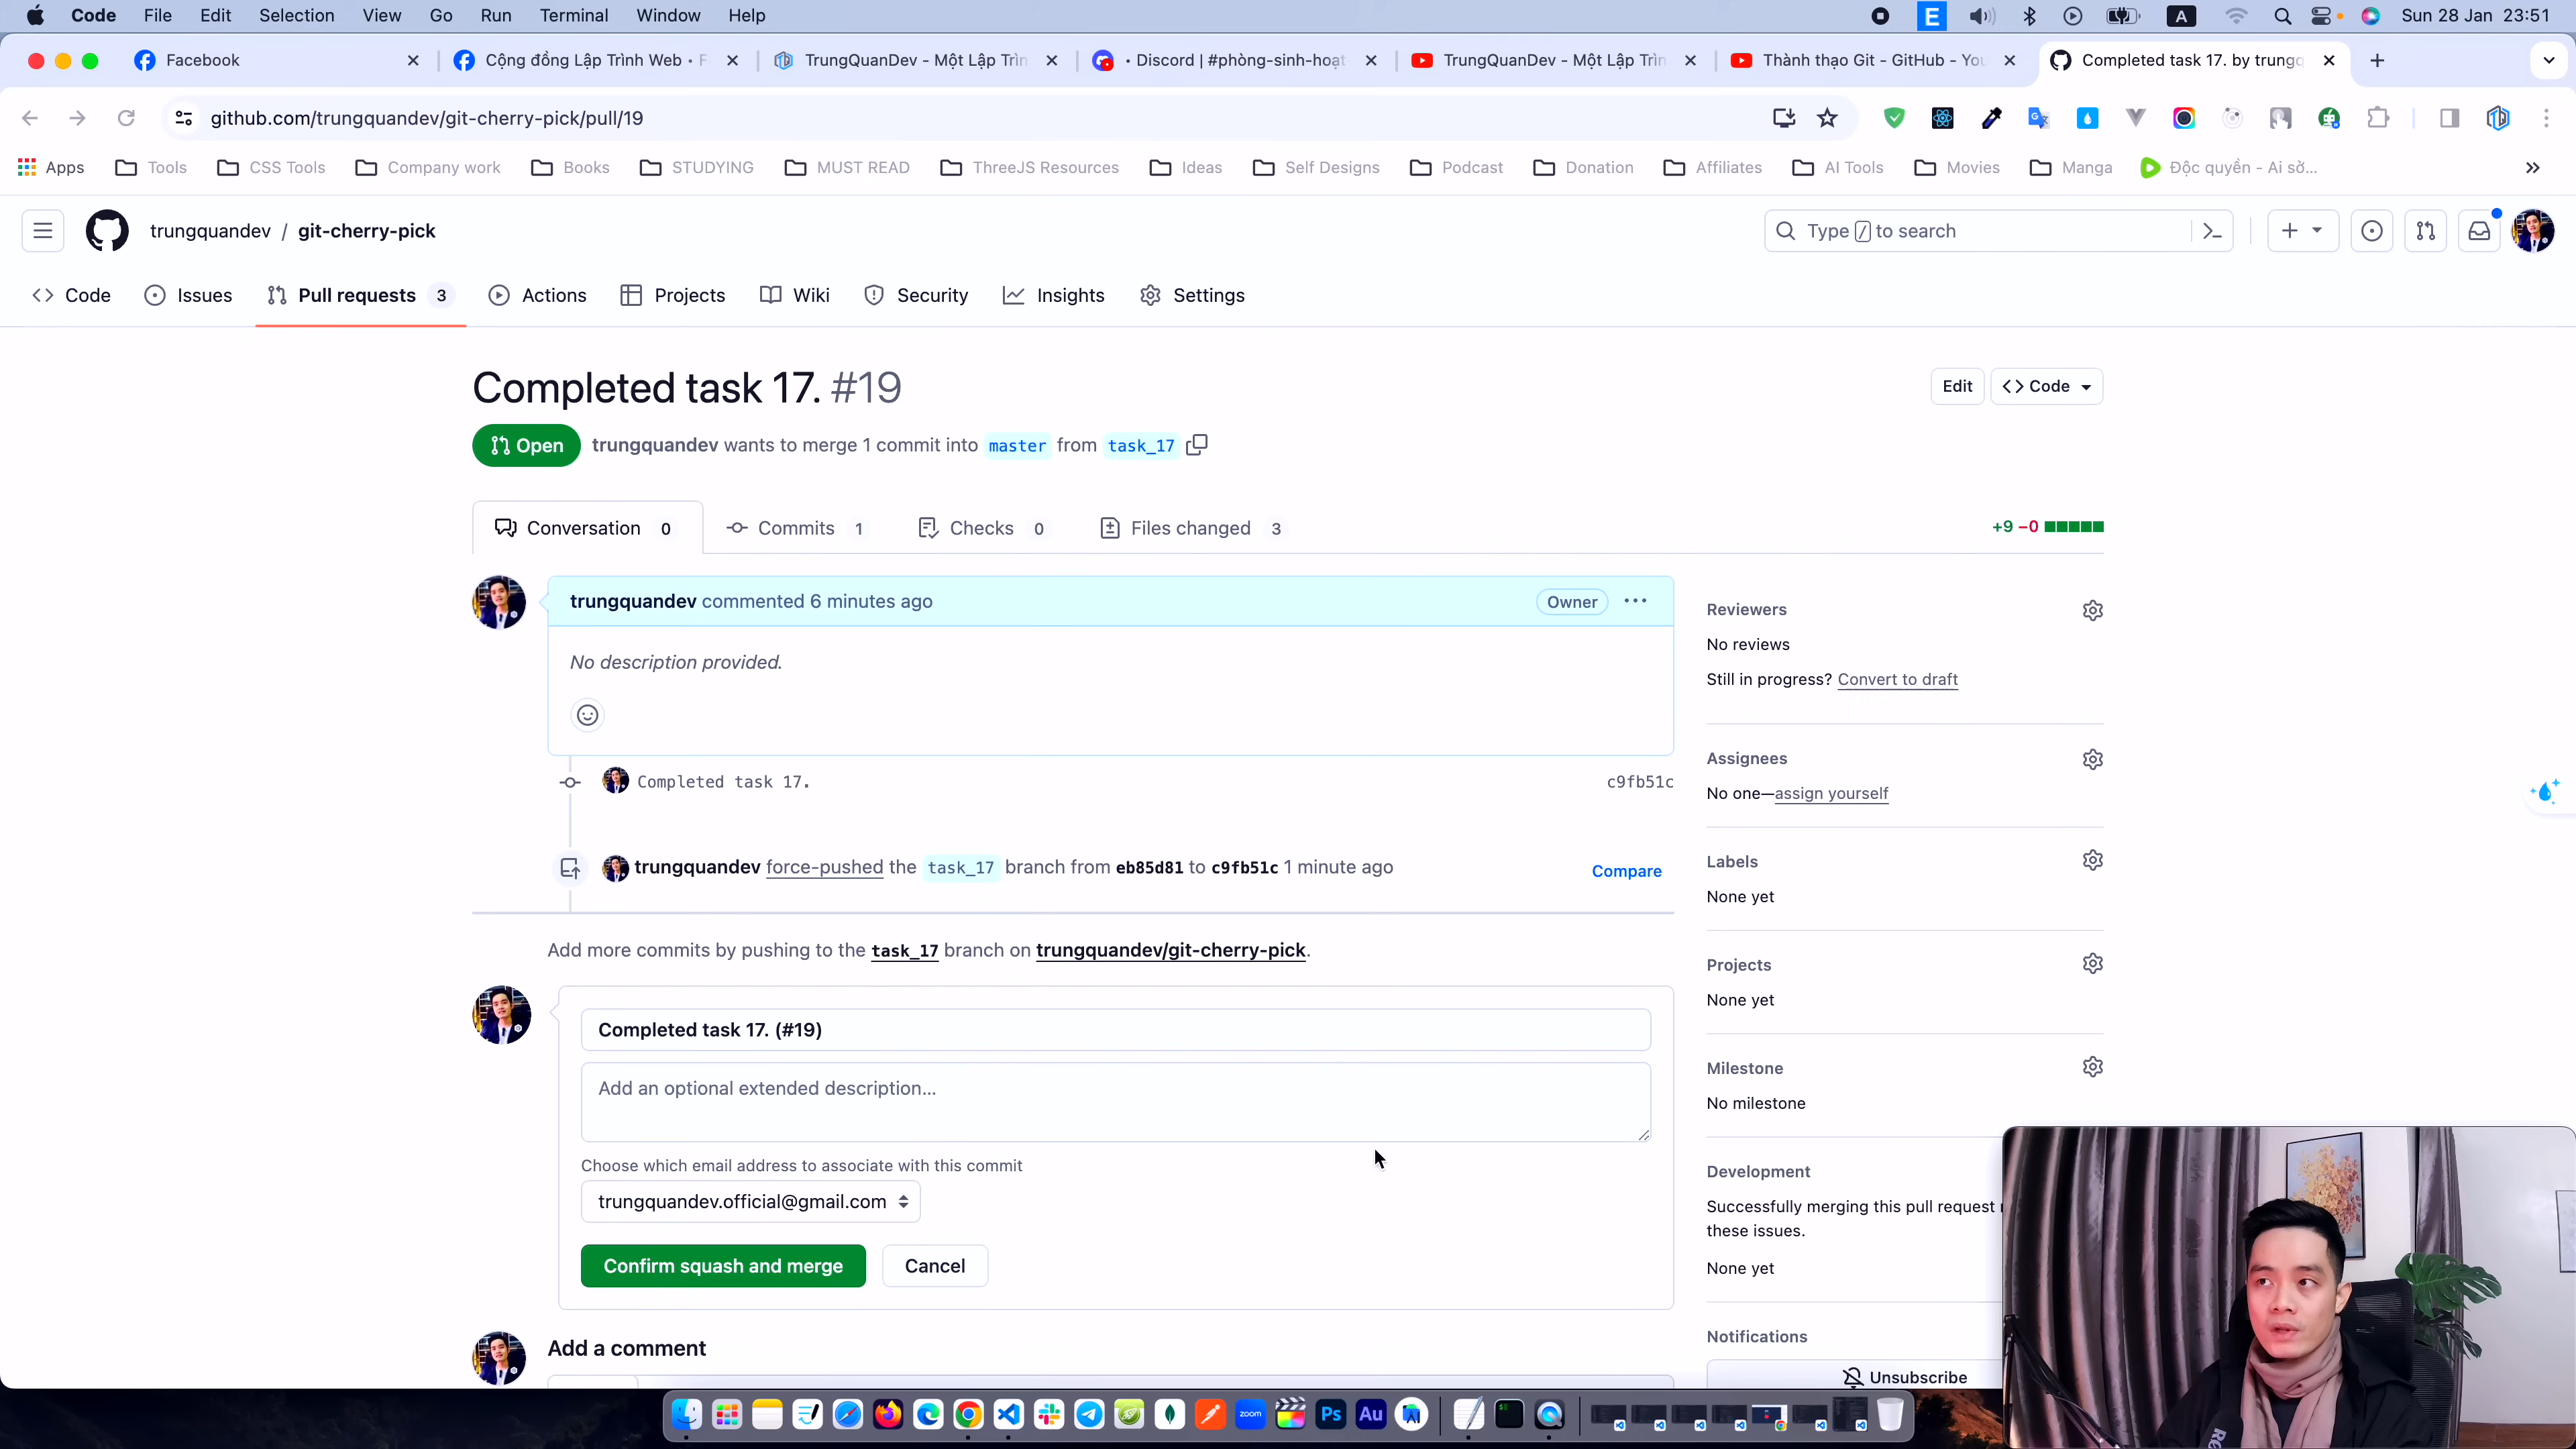 Code File Edit Selection View Go Run Terminal Window Help
E A Sun 28 Jan 23:51
Facebook
Cộng đồng Lập Trình Web • F
TrungQuanDev - Một Lập Trìn
• Discord | #phòng-sinh-hoạt
TrungQuanDev - Một Lập Trìn
Thành thạo Git - GitHub - You
Completed task 17. by trungq
github.com/trungquandev/git-cherry-pick/pull/19
Apps Tools CSS Tools Company work Books STUDYING MUST READ ThreeJS Resources Ideas Self Designs Podcast Donation Affiliates AI Tools Movies Manga Độc quyền - Ai sở...
trungquandev / git-cherry-pick
Type / to search
Code Issues Pull requests 3 Actions Projects Wiki Security Insights Settings
Completed task 17. #19
Edit
<> Code
Open
trungquandev wants to merge 1 commit into master from task_17
Conversation 0 Commits 1 Checks 0 Files changed 3
+9 −0
trungquandev commented 6 minutes ago
Owner
No description provided.
Completed task 17.
c9fb51c
trungquandev force-pushed the task_17 branch from eb85d81 to c9fb51c 1 minute ago
Compare
Add more commits by pushing to the task_17 branch on trungquandev/git-cherry-pick.
Completed task 17. (#19)
Add an optional extended description...
Choose which email address to associate with this commit
trungquandev.official@gmail.com
Confirm squash and merge
Cancel
Add a comment
Reviewers
No reviews
Still in progress? Convert to draft
Assignees
No one—assign yourself
Labels
None yet
Projects
None yet
Milestone
No milestone
Development
Successfully merging this pull request
these issues.
None yet
Notifications
Unsubscribe
zoom
Ps
Au